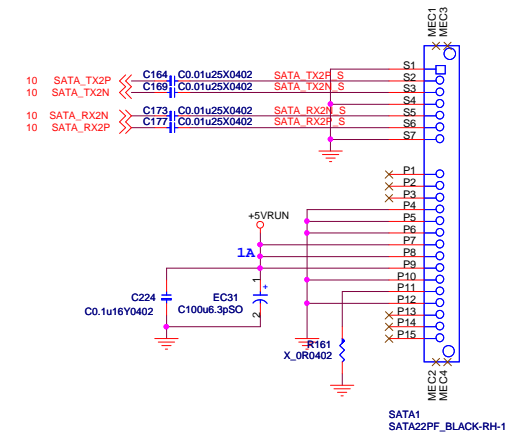 MEC1
MEC3
10 SATA_TX2P C164 C0.01u25X0402 SATA_TX2P_S S1
10 SATA_TX2N C169 C0.01u25X0402 SATA_TX2N_S S2
S3
S4
10 SATA_RX2N C173 C0.01u25X0402 SATA_RX2N_S S5
10 SATA_RX2P C177 C0.01u25X0402 SATA_RX2P_S S6
S7
P1
P2
P3
P4
+5VRUN P5
P6
P7
1A P8
P9
P10
P11
C224 EC31 1 + P12
C0.1u16Y0402 C100u6.3pSO 2 P13
P14
R161 P15
X_0R0402
MEC2
MEC4
SATA1
SATA22PF_BLACK-RH-1